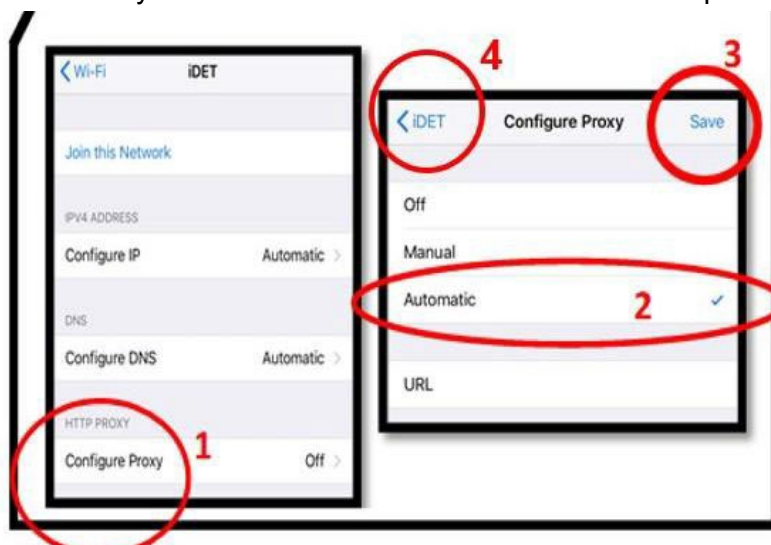 Wi-Fi iDET
Join this Network
IPV4 ADDRESS
Configure IP Automatic
DNS
Configure DNS Automatic
HTTP PROXY
Configure Proxy Off
1
4
3
iDET Configure Proxy Save
Off
Manual
Automatic
2
URL